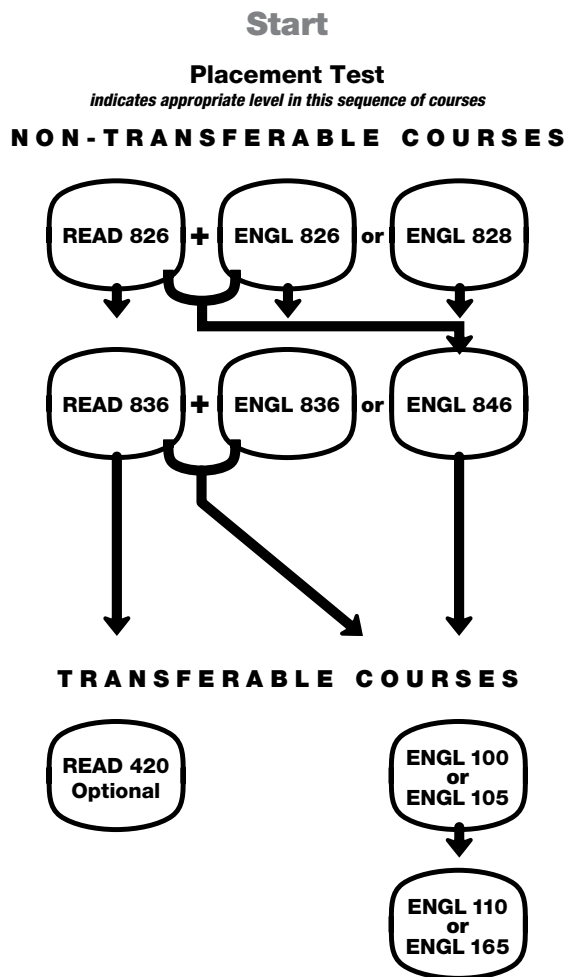 Start
Placement Test
indicates appropriate level in this sequence of courses
NON-TRANSFERABLE COURSES
READ 826 + ENGL 826 or ENGL 828
READ 836 + ENGL 836 or ENGL 846
TRANSFERABLE COURSES
READ 420
Optional
ENGL 100
or
ENGL 105
ENGL 110
or
ENGL 165